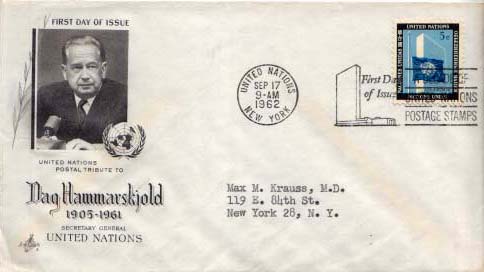 FIRST DAY OF ISSUE
UNITED NATIONS
POSTAL TRIBUTE TO
Dag Hammarskjold
1905-1961
SECRETARY GENERAL
UNITED NATIONS
UNITED NATIONS
SEP 17
9-AM
1962
NEW YORK
First Day
of Issue
UNITED NATIONS
POSTAGE STAMPS
UNITED NATIONS
5c
NATIONS UNIES
Max M. Krauss, M.D.
119 E. 84th St.
New York 28, N. Y.